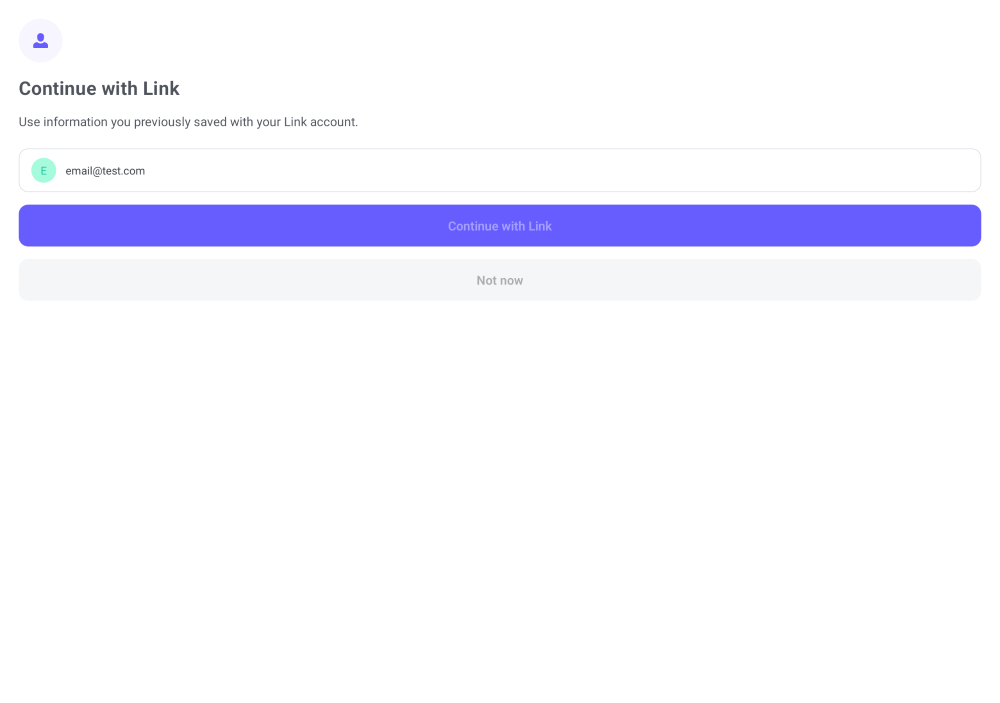 Continue with Link
Use information you previously saved with your Link account.
E
email@test.com
Continue with Link
Not now